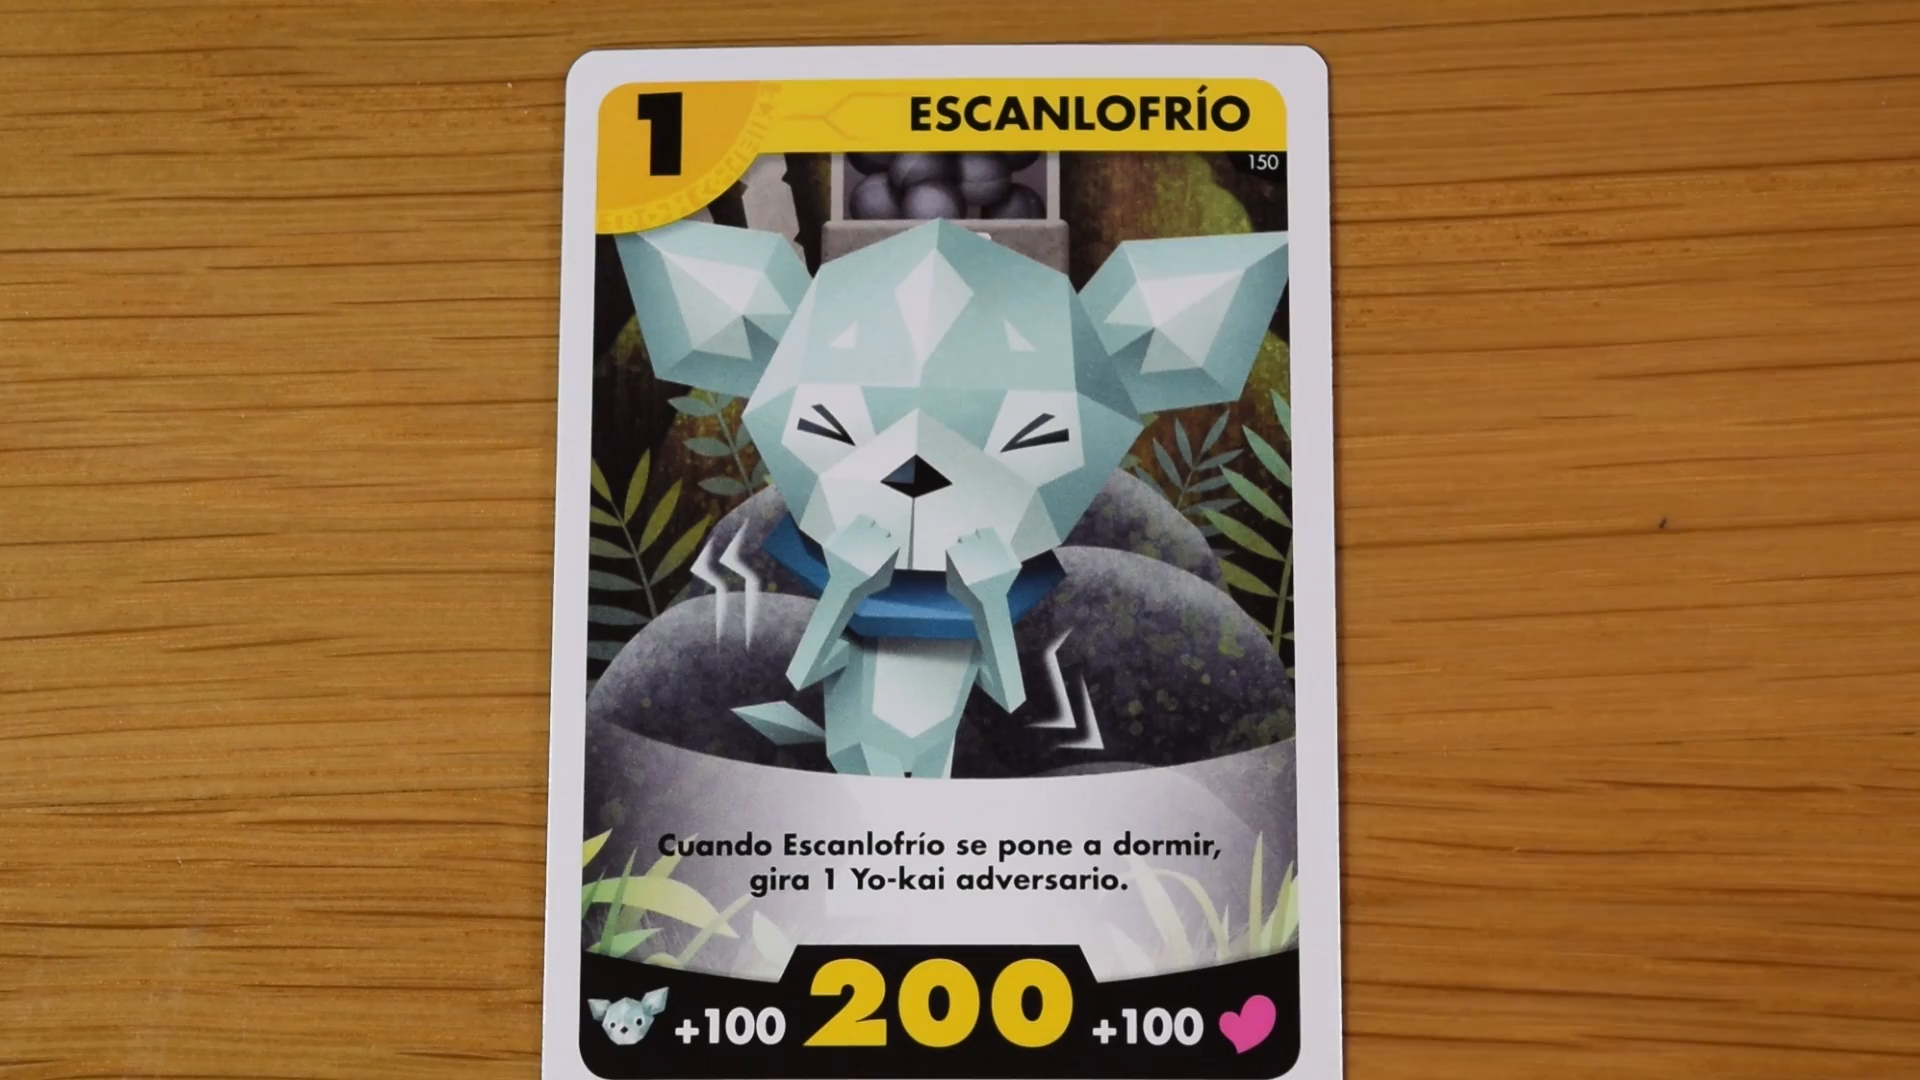 1
ESCANLOFRÍO
150
Cuando Escanlofrío se pone a dormir,
gira 1 Yo-kai adversario.
+100 200 +100